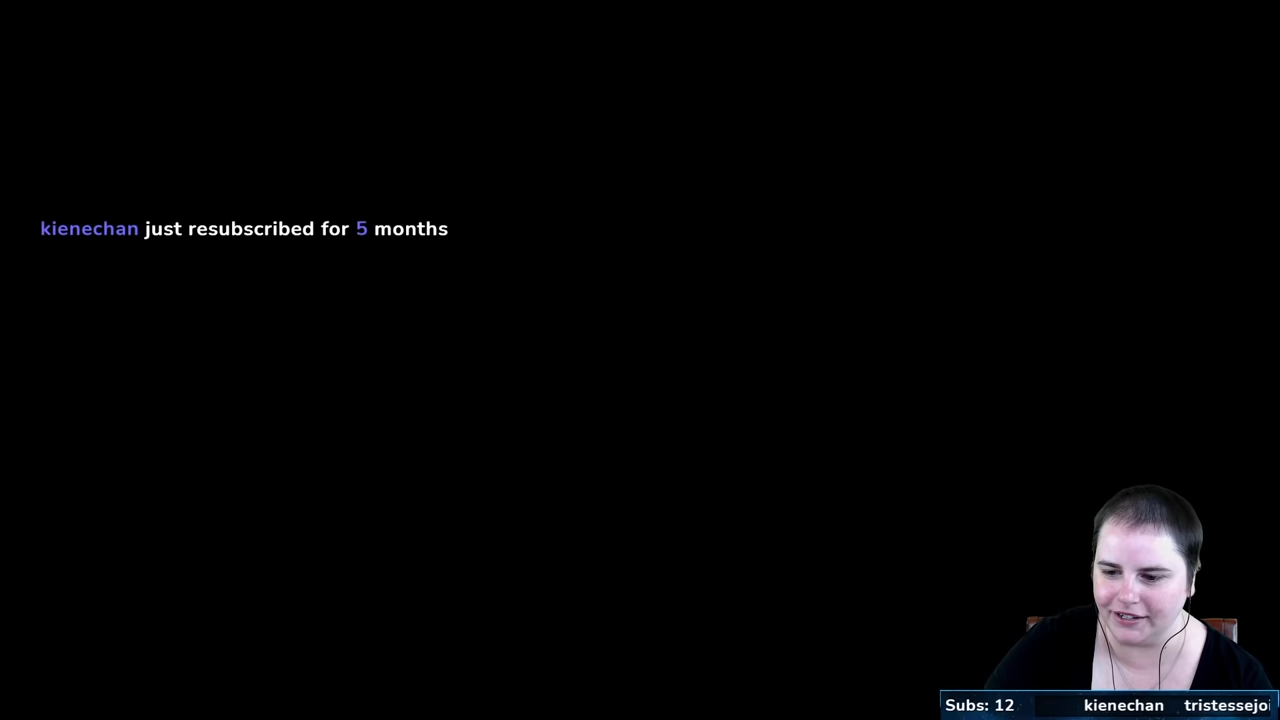 kienechan just resubscribed for 5 months
Subs: 12 kienechan